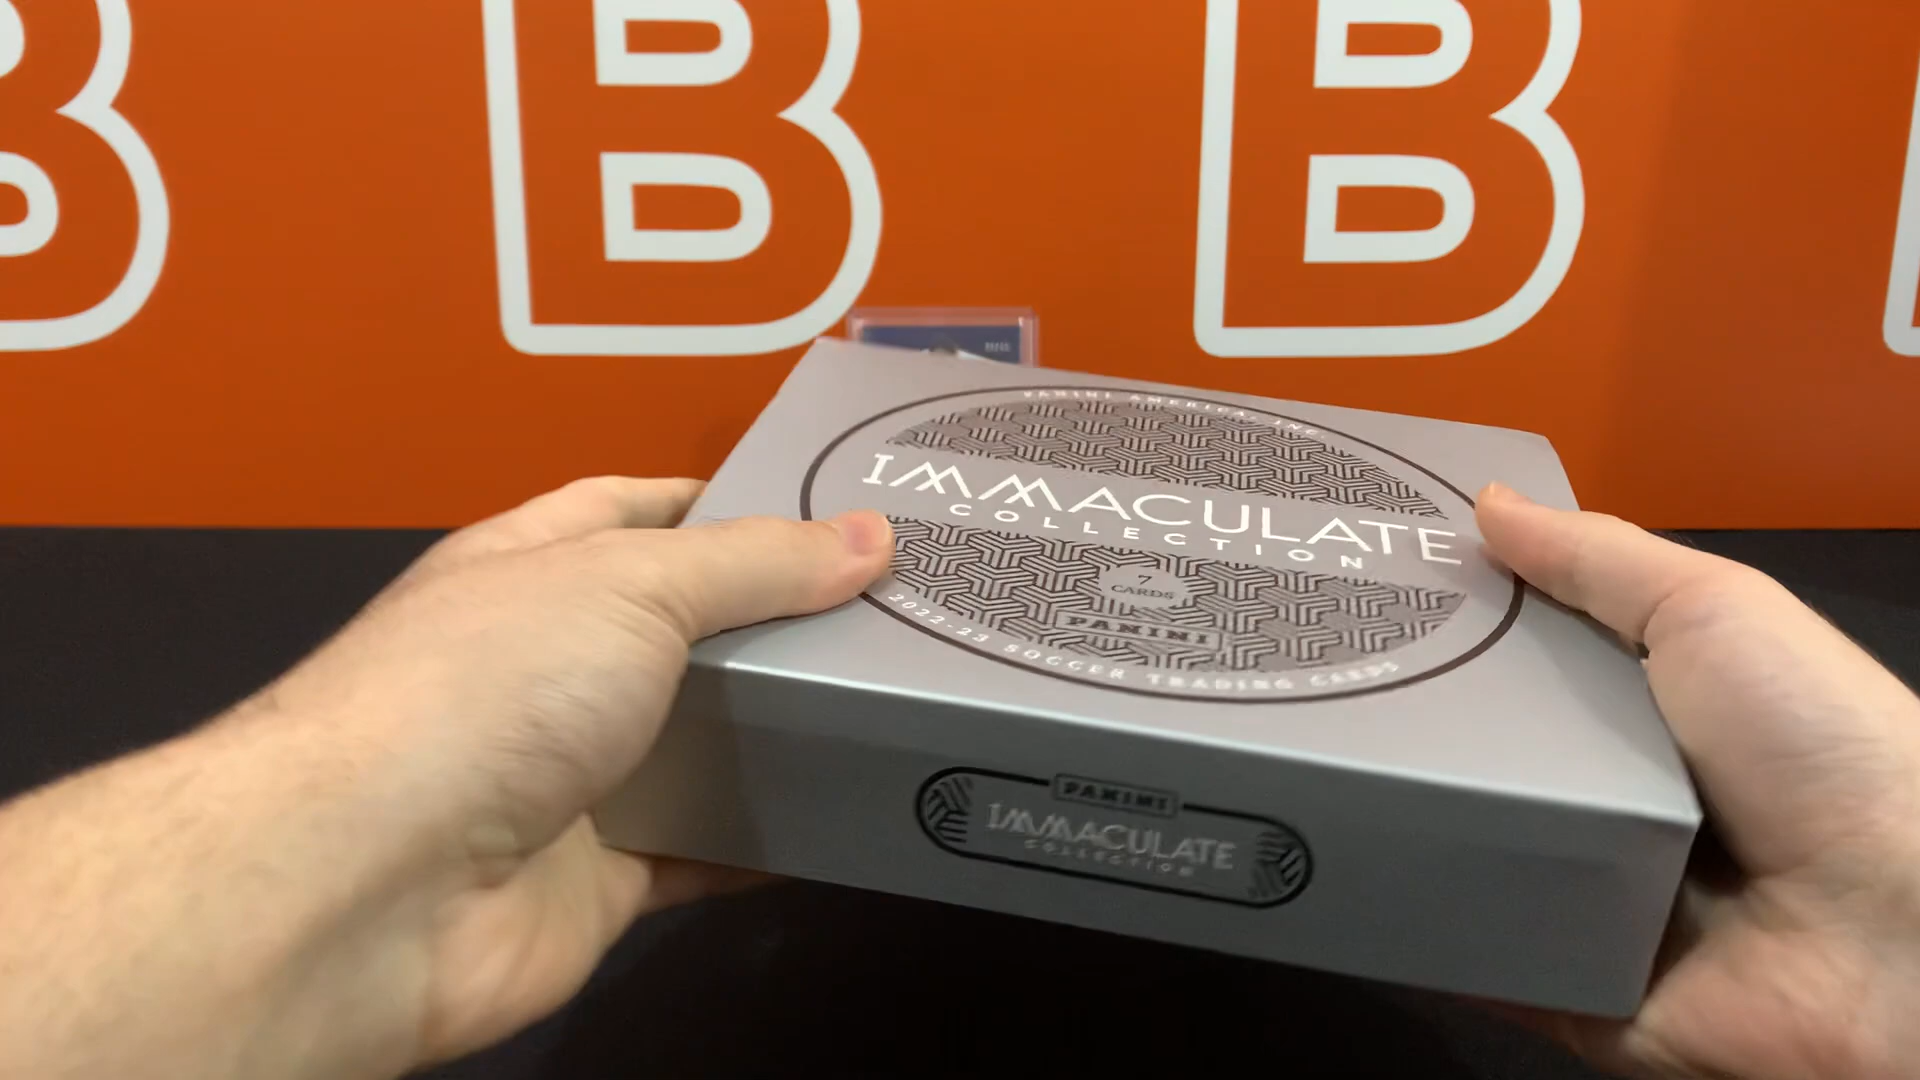 B
B
B
PANINI AMERICA, INC.
IMMACULATE
COLLECTION
7
CARDS
PANINI
2022-23 SOCCER TRADING CARDS
PANINI
IMMACULATE
COLLECTION